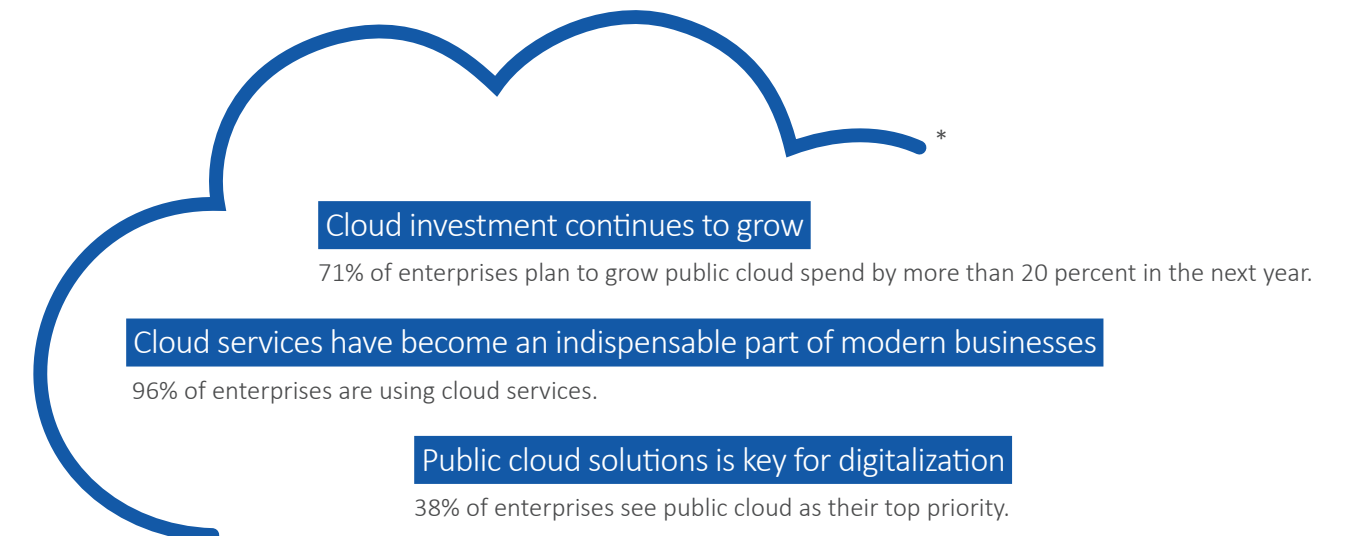 *
Cloud investment continues to grow
71% of enterprises plan to grow public cloud spend by more than 20 percent in the next year.
Cloud services have become an indispensable part of modern businesses
96% of enterprises are using cloud services.
Public cloud solutions is key for digitalization
38% of enterprises see public cloud as their top priority.